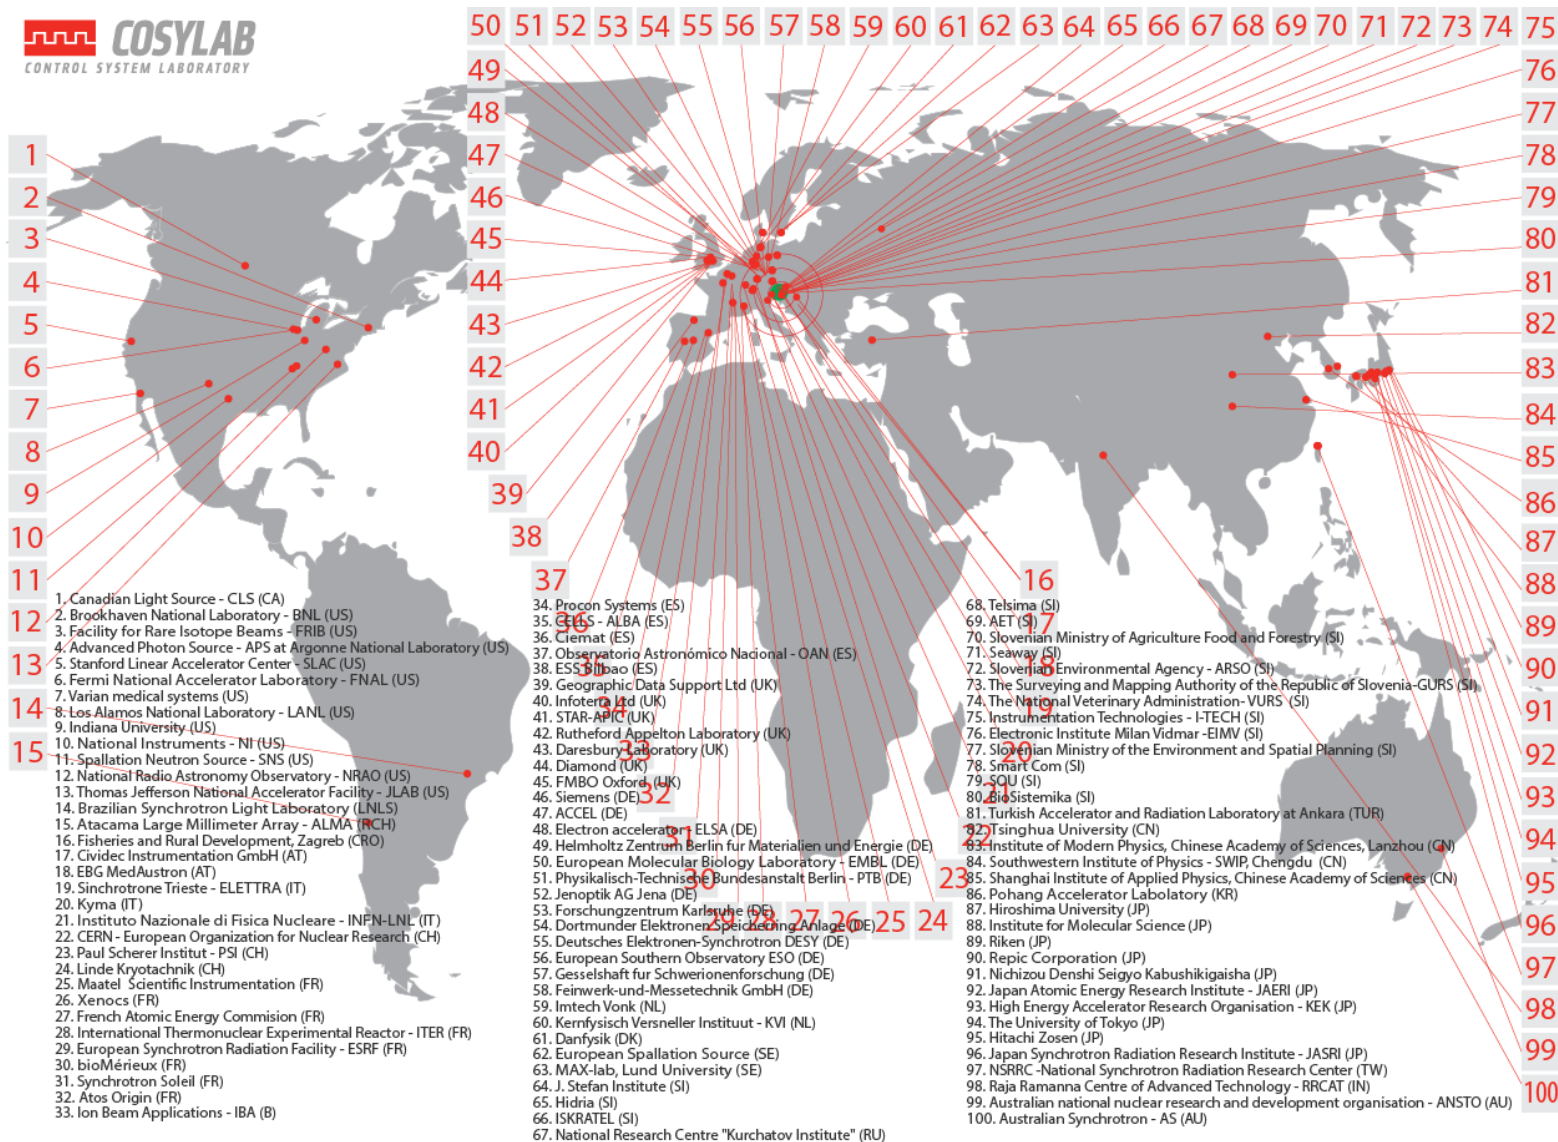 COSYLAB
CONTROL SYSTEM LABORATORY
50 51 52 53 54 55 56 57 58 59 60 61 62 63 64 65 66 67 68 69 70 71 72 73 74 75
49
48
47
46
45
44
43
42
41
40
39
38
37
36
35
34
33
32
31
30
29 28 27 26 25 24
23
22
21
20
19
18
17
16
1
2
3
4
5
6
7
8
9
10
11
12
13
14
15
76
77
78
79
80
81
82
83
84
85
86
87
88
89
90
91
92
93
94
95
96
97
98
99
100
1. Canadian Light Source - CLS (CA)
2. Brookhaven National Laboratory - BNL (US)
3. Facility for Rare Isotope Beams - FRIB (US)
4. Advanced Photon Source - APS at Argonne National Laboratory (US)
5. Stanford Linear Accelerator Center - SLAC (US)
6. Fermi National Accelerator Laboratory - FNAL (US)
7. Varian medical systems (US)
8. Los Alamos National Laboratory - LANL (US)
9. Indiana University (US)
10. National Instruments - NI (US)
11. Spallation Neutron Source - SNS (US)
12. National Radio Astronomy Observatory - NRAO (US)
13. Thomas Jefferson National Accelerator Facility - JLAB (US)
14. Brazilian Synchrotron Light Laboratory (LNLS)
15. Atacama Large Millimeter Array - ALMA (RCH)
16. Fisheries and Rural Development, Zagreb (CRO)
17. Cividec Instrumentation GmbH (AT)
18. EBG MedAustron (AT)
19. Sinchrotrone Trieste - ELETTRA (IT)
20. Kyma (IT)
21. Instituto Nazionale di Fisica Nucleare - INFN-LNL (IT)
22. CERN - European Organization for Nuclear Research (CH)
23. Paul Scherer Institut - PSI (CH)
24. Linde Kryotachnik (CH)
25. Maatel Scientific Instrumentation (FR)
26. Xenocs (FR)
27. French Atomic Energy Commision (FR)
28. International Thermonuclear Experimental Reactor - ITER (FR)
29. European Synchrotron Radiation Facility - ESRF (FR)
30. bioMérieux (FR)
31. Synchrotron Soleil (FR)
32. Atos Origin (FR)
33. Ion Beam Applications - IBA (B)
34. Procon Systems (ES)
35. CELLS - ALBA (ES)
36. Ciemat (ES)
37. Observatorio Astronómico Nacional - OAN (ES)
38. ESS Bilbao (ES)
39. Geographic Data Support Ltd (UK)
40. Infoterra Ltd (UK)
41. STAR-APIC (UK)
42. Rutheford Appelton Laboratory (UK)
43. Daresbury Laboratory (UK)
44. Diamond (UK)
45. FMBO Oxford (UK)
46. Siemens (DE)
47. ACCEL (DE)
48. Electron accelerator - ELSA (DE)
49. Helmholtz Zentrum Berlin fur Materialien und Energie (DE)
50. European Molecular Biology Laboratory - EMBL (DE)
51. Physikalisch-Technische Bundesanstalt Berlin - PTB (DE)
52. Jenoptik AG Jena (DE)
53. Forschungzentrum Karlsruhe (DE)
54. Dortmunder Elektronen Speicherring Anlage (DE)
55. Deutsches Elektronen-Synchrotron DESY (DE)
56. European Southern Observatory ESO (DE)
57. Gesselshaft fur Schwerionenforschung (DE)
58. Feinwerk-und-Messetechnik GmbH (DE)
59. Imtech Vonk (NL)
60. Kernfysisch Versneller Instituut - KVI (NL)
61. Danfysik (DK)
62. European Spallation Source (SE)
63. MAX-lab, Lund University (SE)
64. J. Stefan Institute (SI)
65. Hidria (SI)
66. ISKRATEL (SI)
67. National Research Centre "Kurchatov Institute" (RU)
68. Telsima (SI)
69. AET (SI)
70. Slovenian Ministry of Agriculture Food and Forestry (SI)
71. Seaway (SI)
72. Slovenian Environmental Agency - ARSO (SI)
73. The Surveying and Mapping Authority of the Republic of Slovenia-GURS (SI)
74. The National Veterinary Administration- VURS (SI)
75. Instrumentation Technologies - I-TECH (SI)
76. Electronic Institute Milan Vidmar -EIMV (SI)
77. Slovenian Ministry of the Environment and Spatial Planning (SI)
78. Smart Com (SI)
79. SOU (SI)
80. BioSistemika (SI)
81. Turkish Accelerator and Radiation Laboratory at Ankara (TUR)
82. Tsinghua University (CN)
83. Institute of Modern Physics, Chinese Academy of Sciences, Lanzhou (CN)
84. Southwestern Institute of Physics - SWIP, Chengdu (CN)
85. Shanghai Institute of Applied Physics, Chinese Academy of Sciences (CN)
86. Pohang Accelerator Labolatory (KR)
87. Hiroshima University (JP)
88. Institute for Molecular Science (JP)
89. Riken (JP)
90. Repic Corporation (JP)
91. Nichizou Denshi Seigyo Kabushikigaisha (JP)
92. Japan Atomic Energy Research Institute - JAERI (JP)
93. High Energy Accelerator Research Organisation - KEK (JP)
94. The University of Tokyo (JP)
95. Hitachi Zosen (JP)
96. Japan Synchrotron Radiation Research Institute - JASRI (JP)
97. NSRRC -National Synchrotron Radiation Research Center (TW)
98. Raja Ramanna Centre of Advanced Technology - RRCAT (IN)
99. Australian national nuclear research and development organisation - ANSTO (AU)
100. Australian Synchrotron - AS (AU)